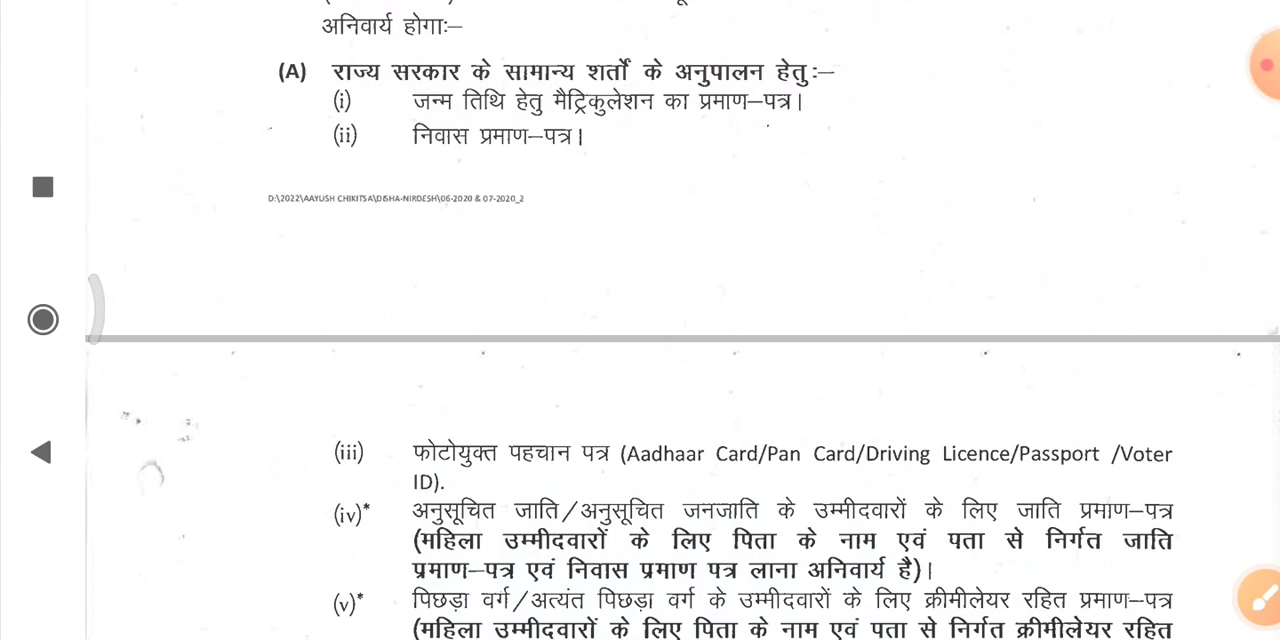 अनिवार्य होगाः–
(A) राज्य सरकार के सामान्य शर्तों के अनुपालन हेतुः–
(i) जन्म तिथि हेतु मैट्रिकुलेशन का प्रमाण–पत्र।
(ii) निवास प्रमाण–पत्र।
D:\2022\AAYUSH CHIKITSA\DISHA-NIRDESH\06-2020 & 07-2020_2
(iii) फोटोयुक्त पहचान पत्र (Aadhaar Card/Pan Card/Driving Licence/Passport /Voter
ID).
(iv)* अनुसूचित जाति/अनुसूचित जनजाति के उम्मीदवारों के लिए जाति प्रमाण–पत्र
(महिला उम्मीदवारों के लिए पिता के नाम एवं पता से निर्गत जाति
प्रमाण–पत्र एवं निवास प्रमाण पत्र लाना अनिवार्य है)।
(v)* पिछड़ा वर्ग/अत्यंत पिछड़ा वर्ग के उम्मीदवारों के लिए क्रीमीलेयर रहित प्रमाण–पत्र
(महिला उम्मीदवारों के लिए पिता के नाम एवं पता से निर्गत क्रीमीलेयर रहित